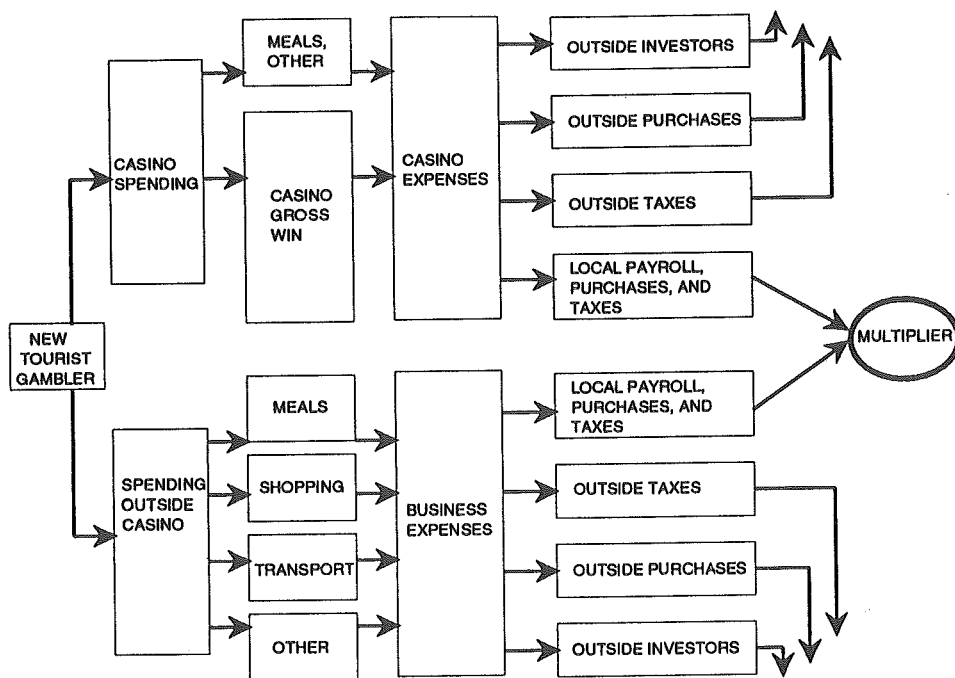 MEALS,
OTHER
OUTSIDE INVESTORS
OUTSIDE PURCHASES
CASINO
SPENDING
CASINO
GROSS
WIN
CASINO
EXPENSES
OUTSIDE TAXES
LOCAL PAYROLL,
PURCHASES, AND
TAXES
NEW
TOURIST
GAMBLER
MULTIPLIER
MEALS
LOCAL PAYROLL,
PURCHASES, AND
TAXES
SPENDING
OUTSIDE
CASINO
SHOPPING
BUSINESS
EXPENSES
OUTSIDE TAXES
TRANSPORT
OUTSIDE PURCHASES
OTHER
OUTSIDE INVESTORS